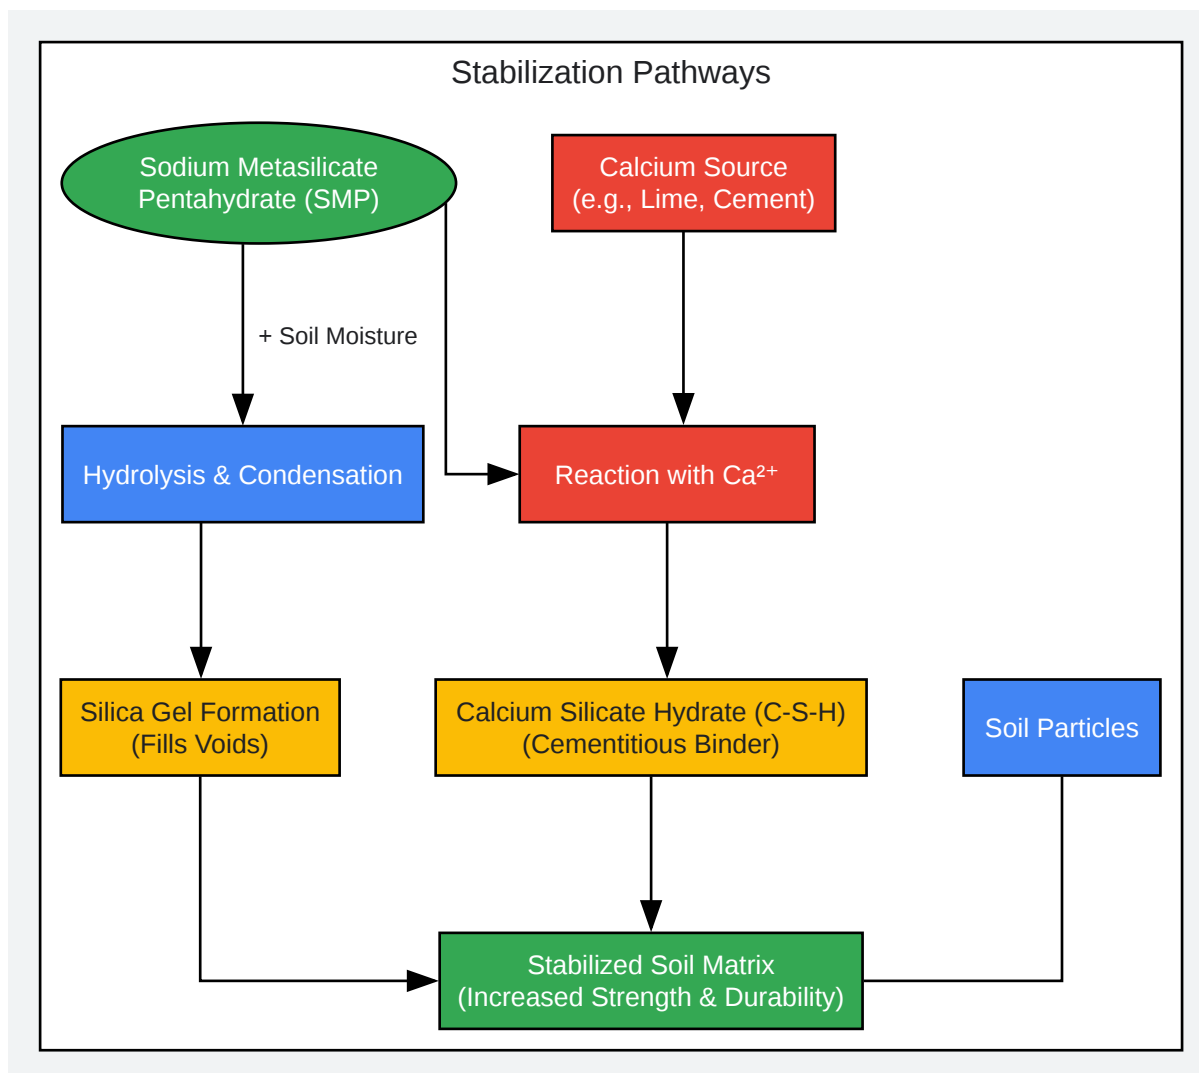 Stabilization Pathways
Sodium Metasilicate
Pentahydrate (SMP)
Calcium Source
(e.g., Lime, Cement)
+ Soil Moisture
Hydrolysis & Condensation
Reaction with Ca²⁺
Silica Gel Formation
(Fills Voids)
Calcium Silicate Hydrate (C-S-H)
(Cementitious Binder)
Soil Particles
Stabilized Soil Matrix
(Increased Strength & Durability)